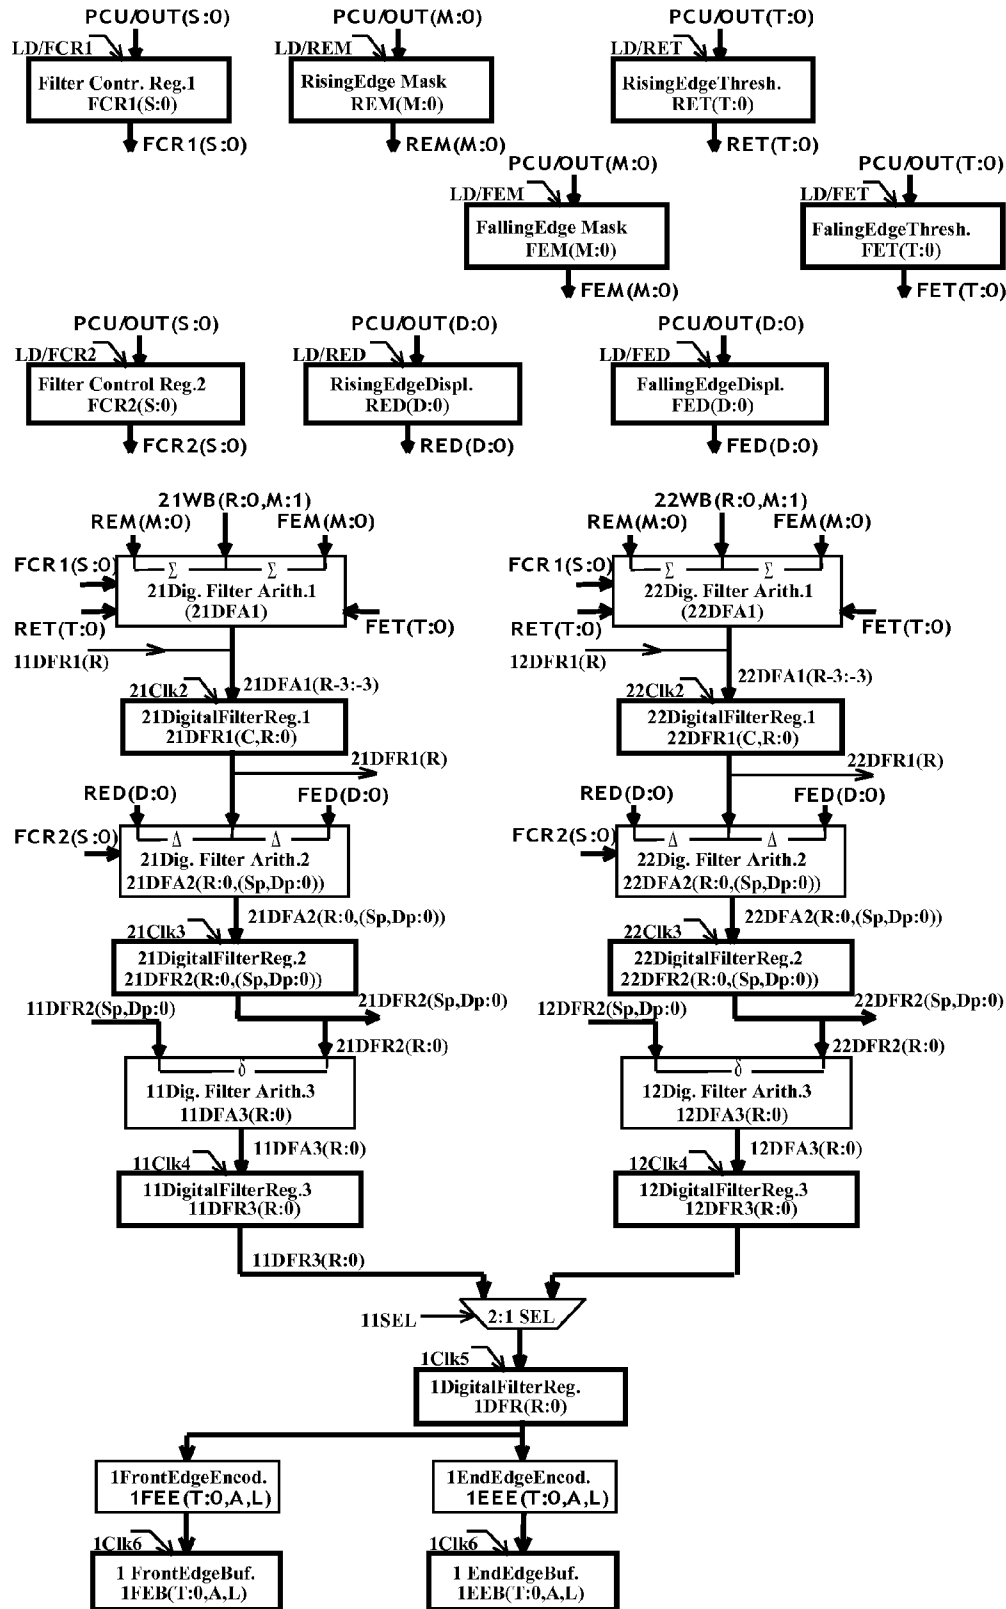 PCU/OUT(S:0)
PCU/OUT(M:0)
PCU/OUT(T:0)
LD/FCR1
LD/REM
LD/RET
Filter Contr. Reg.1
FCR1(S:0)
RisingEdge Mask
REM(M:0)
RisingEdgeThresh.
RET(T:0)
FCR1(S:0)
REM(M:0)
RET(T:0)
PCU/OUT(M:0)
PCU/OUT(T:0)
LD/FEM
LD/FET
FallingEdge Mask
FEM(M:0)
FalingEdgeThresh.
FET(T:0)
FEM(M:0)
FET(T:0)
PCU/OUT(S:0)
PCU/OUT(D:0)
PCU/OUT(D:0)
LD/FCR2
LD/RED
LD/FED
Filter Control Reg.2
FCR2(S:0)
RisingEdgeDispl.
RED(D:0)
FallingEdgeDispl.
FED(D:0)
FCR2(S:0)
RED(D:0)
FED(D:0)
21WB(R:0,M:1)
22WB(R:0,M:1)
REM(M:0)
FEM(M:0)
REM(M:0)
FEM(M:0)
FCR1(S:0)
Σ
Σ
FCR1(S:0)
Σ
Σ
21Dig. Filter Arith.1
(21DFA1)
22Dig. Filter Arith.1
(22DFA1)
RET(T:0)
FET(T:0)
RET(T:0)
FET(T:0)
11DFR1(R)
12DFR1(R)
21Clk2
21DFA1(R-3:-3)
22Clk2
22DFA1(R-3:-3)
21DigitalFilterReg.1
21DFR1(C,R:0)
22DigitalFilterReg.1
22DFR1(C,R:0)
21DFR1(R)
22DFR1(R)
RED(D:0)
FED(D:0)
RED(D:0)
FED(D:0)
FCR2(S:0)
Δ
Δ
FCR2(S:0)
Δ
Δ
21Dig. Filter Arith.2
21DFA2(R:0,(Sp,Dp:0))
22Dig. Filter Arith.2
22DFA2(R:0,(Sp,Dp:0))
21DFA2(R:0,(Sp,Dp:0))
22DFA2(R:0,(Sp,Dp:0))
21Clk3
22Clk3
21DigitalFilterReg.2
21DFR2(R:0,(Sp,Dp:0))
22DigitalFilterReg.2
22DFR2(R:0,(Sp,Dp:0))
11DFR2(Sp,Dp:0)
21DFR2(Sp,Dp:0)
12DFR2(Sp,Dp:0)
22DFR2(Sp,Dp:0)
21DFR2(R:0)
22DFR2(R:0)
δ
δ
11Dig. Filter Arith.3
11DFA3(R:0)
12Dig. Filter Arith.3
12DFA3(R:0)
11DFA3(R:0)
12DFA3(R:0)
11Clk4
12Clk4
11DigitalFilterReg.3
11DFR3(R:0)
12DigitalFilterReg.3
12DFR3(R:0)
11DFR3(R:0)
11SEL
2:1 SEL
1Clk5
1DigitalFilterReg.
1DFR(R:0)
1FrontEdgeEncod.
1FEE(T:0,A,L)
1EndEdgeEncod.
1EEE(T:0,A,L)
1Clk6
1Clk6
1 FrontEdgeBuf.
1FEB(T:0,A,L)
1 EndEdgeBuf.
1EEB(T:0,A,L)